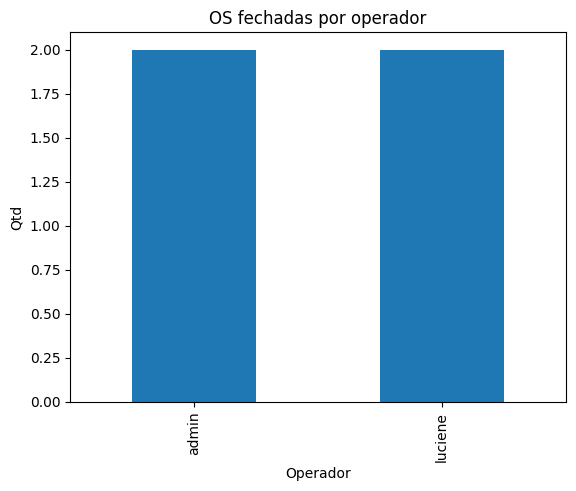 OS fechadas por operador
2.00
1.75
1.50
1.25
1.00
0.75
0.50
0.25
0.00
Qtd
admin
luciene
Operador